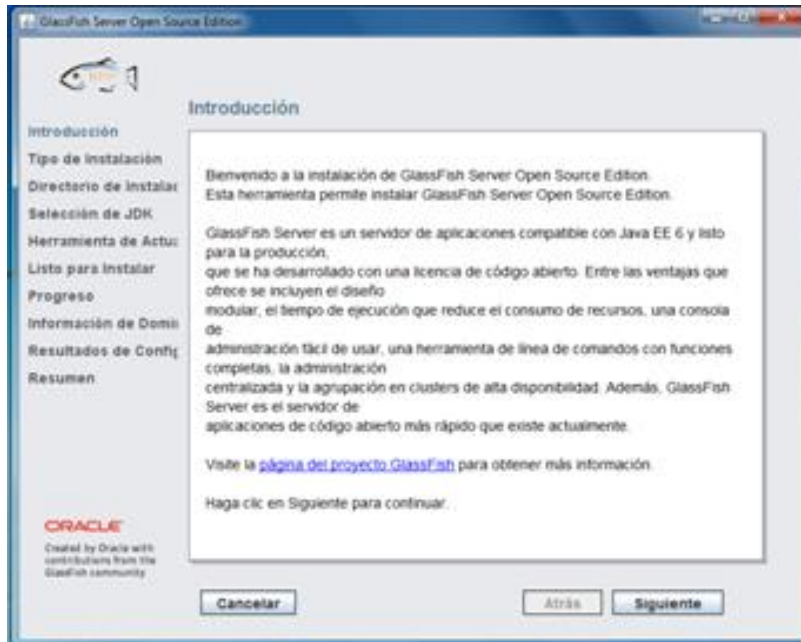 GlassFish Server Open Source Edition
Introducción
Introducción
Tipo de Instalación
Directorio de Instalac
Selección de JDK
Herramienta de Actu
Listo para Instalar
Progreso
Información de Domi
Resultados de Config
Resumen
Bienvenido a la instalación de GlassFish Server Open Source Edition.
Esta herramienta permite instalar GlassFish Server Open Source Edition.
GlassFish Server es un servidor de aplicaciones compatible con Java EE 6 y listo
para la producción,
que se ha desarrollado con una licencia de código abierto. Entre las ventajas que
ofrece se incluyen el diseño
modular, el tiempo de ejecución que reduce el consumo de recursos, una consola
de
administración fácil de usar, una herramienta de línea de comandos con funciones
completas, la administración
centralizada y la agrupación en clusters de alta disponibilidad. Además, GlassFish
Server es el servidor de
aplicaciones de código abierto más rápido que existe actualmente.
Visite la página del proyecto GlassFish para obtener más información.
Haga clic en Siguiente para continuar.
ORACLE
Created by Oracle with
contributions from the
GlassFish community
Cancelar
Atrás
Siguiente